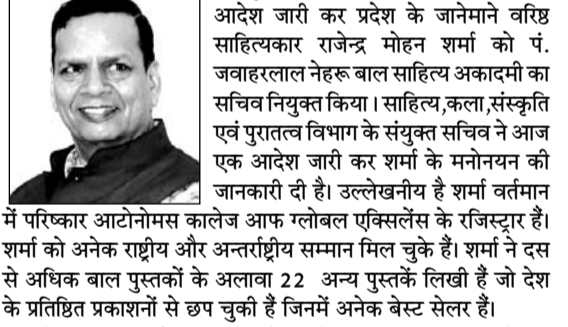 आदेश जारी कर प्रदेश के जानेमाने वरिष्ठ
साहित्यकार राजेन्द्र मोहन शर्मा को पं.
जवाहरलाल नेहरू बाल साहित्य अकादमी का
सचिव नियुक्त किया। साहित्य,कला,संस्कृति
एवं पुरातत्व विभाग के संयुक्त सचिव ने आज
एक आदेश जारी कर शर्मा के मनोनयन की
जानकारी दी है। उल्लेखनीय है शर्मा वर्तमान
में परिष्कार आटोनोमस कालेज आफ ग्लोबल एक्सिलेंस के रजिस्ट्रार हैं।
शर्मा को अनेक राष्ट्रीय और अन्तर्राष्ट्रीय सम्मान मिल चुके हैं। शर्मा ने दस
से अधिक बाल पुस्तकों के अलावा 22 अन्य पुस्तकें लिखी हैं जो देश
के प्रतिष्ठित प्रकाशनों से छप चुकी हैं जिनमें अनेक बेस्ट सेलर हैं।